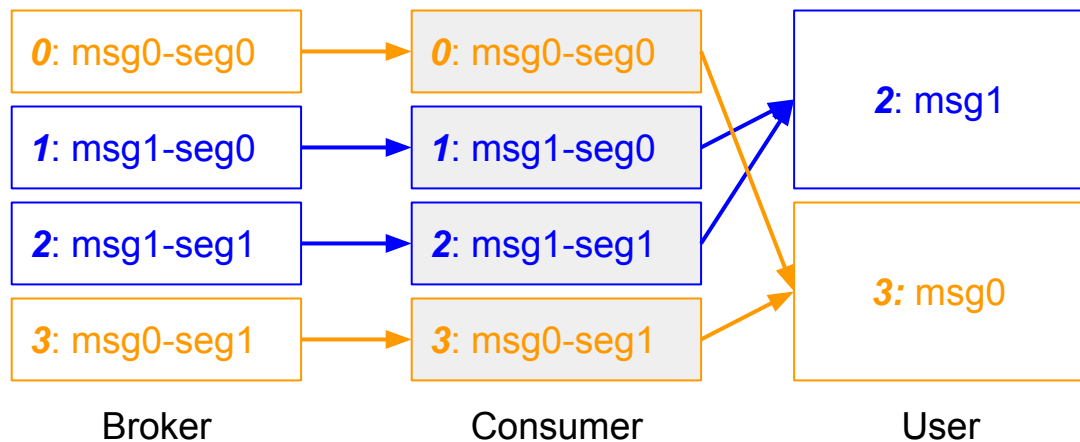 0: msg0-seg0
1: msg1-seg0
2: msg1-seg1
3: msg0-seg1
Broker
0: msg0-seg0
1: msg1-seg0
2: msg1-seg1
3: msg0-seg1
Consumer
2: msg1
3: msg0
User